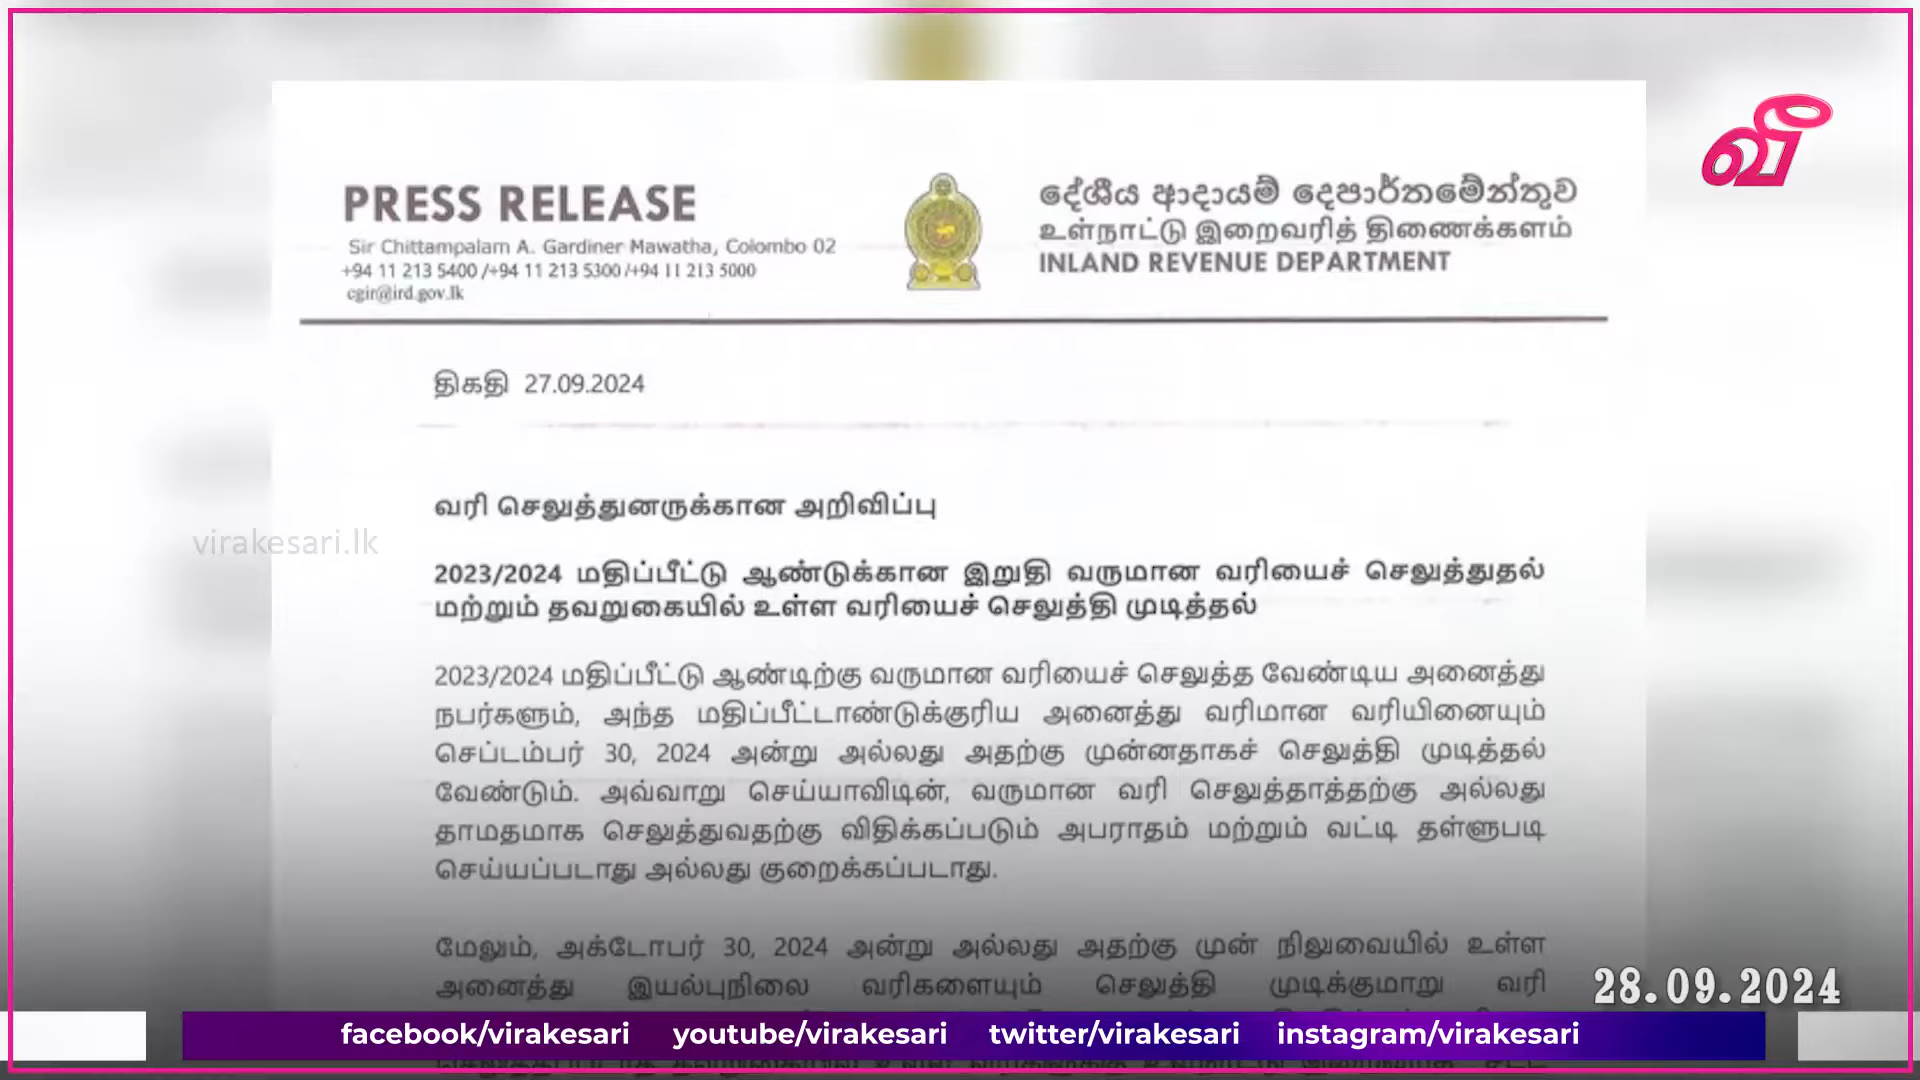 PRESS RELEASE
Sir Chittampalam A. Gardiner Mawatha, Colombo 02
+94 11 213 5400 /+94 11 213 5300 /+94 11 213 5000
cgir@ird.gov.lk
දේශීය ආදායම් දෙපාර්තමේන්තුව
உள்நாட்டு இறைவரித் திணைக்களம்
INLAND REVENUE DEPARTMENT
வி
திகதி 27.09.2024
வரி செலுத்துனருக்கான அறிவிப்பு
virakesari.lk
2023/2024 மதிப்பீட்டு ஆண்டுக்கான இறுதி வருமான வரியைச் செலுத்துதல்
மற்றும் தவறுகையில் உள்ள வரியைச் செலுத்தி முடித்தல்
2023/2024 மதிப்பீட்டு ஆண்டிற்கு வருமான வரியைச் செலுத்த வேண்டிய அனைத்து
நபர்களும், அந்த மதிப்பீட்டாண்டுக்குரிய அனைத்து வரிமான வரியினையும்
செப்டம்பர் 30, 2024 அன்று அல்லது அதற்கு முன்னதாகச் செலுத்தி முடித்தல்
வேண்டும். அவ்வாறு செய்யாவிடின், வருமான வரி செலுத்தாத்தற்கு அல்லது
தாமதமாக செலுத்துவதற்கு விதிக்கப்படும் அபராதம் மற்றும் வட்டி தள்ளுபடி
செய்யப்படாது அல்லது குறைக்கப்படாது.
மேலும், அக்டோபர் 30, 2024 அன்று அல்லது அதற்கு முன் நிலுவையில் உள்ள
அனைத்து இயல்புநிலை வரிகளையும் செலுத்தி முடிக்குமாறு வரி
28.09.2024
facebook/virakesari youtube/virakesari twitter/virakesari instagram/virakesari